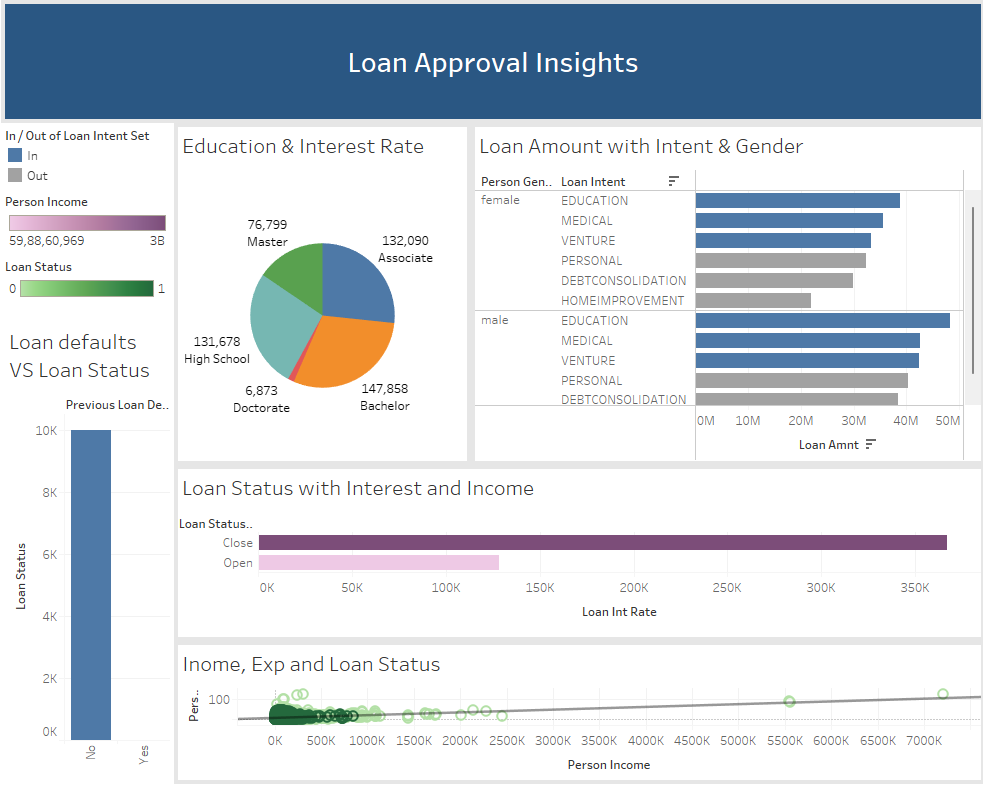 Loan Approval Insights
In / Out of Loan Intent Set
In
Out
Person Income
59,88,60,969 3B
Loan Status
0 1
Loan defaults
VS Loan Status
Previous Loan De..
10K
8K
6K
4K
2K
0K
Loan Status
No
Yes
Education & Interest Rate
76,799
Master
132,090
Associate
131,678
High School
6,873
Doctorate
147,858
Bachelor
Loan Amount with Intent & Gender
Person Gen.. Loan Intent
female EDUCATION
MEDICAL
VENTURE
PERSONAL
DEBTCONSOLIDATION
HOMEIMPROVEMENT
male EDUCATION
MEDICAL
VENTURE
PERSONAL
DEBTCONSOLIDATION
0M 10M 20M 30M 40M 50M
Loan Amnt
Loan Status with Interest and Income
Loan Status..
Close
Open
0K 50K 100K 150K 200K 250K 300K 350K
Loan Int Rate
Inome, Exp and Loan Status
Pers..
100
0K 500K 1000K 1500K 2000K 2500K 3000K 3500K 4000K 4500K 5000K 5500K 6000K 6500K 7000K
Person Income